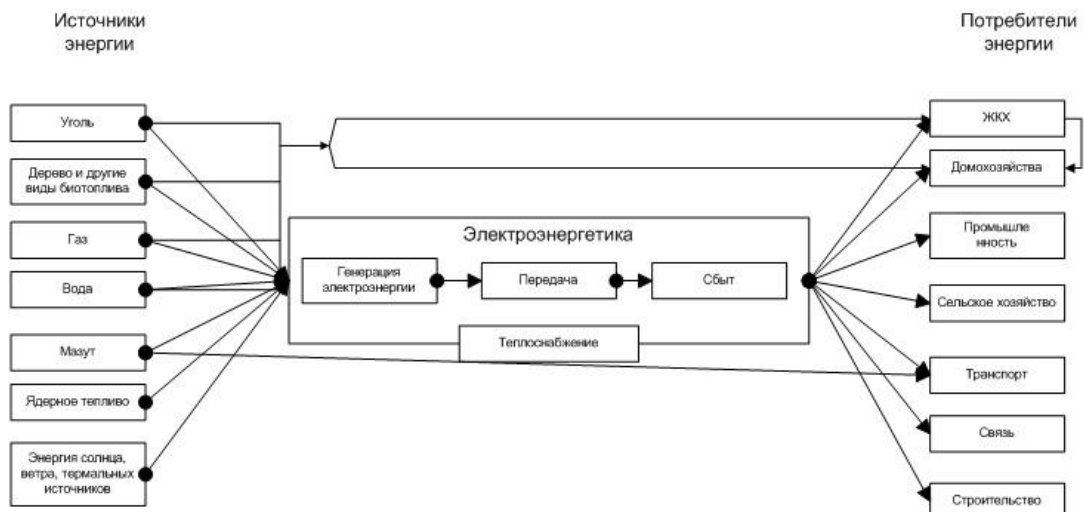 Источники
энергии
Потребители
энергии
Уголь
Дерево и другие
виды биотоплива
Газ
Вода
Мазут
Ядерное тепливо
Энергия солнца,
ветра, термальных
источников
Электроэнергетика
Генерация
электроэнергии
Передача
Сбыт
Теплоснабжение
ЖКХ
Домохозяйства
Промышле
нность
Сельское хозяйство
Транспорт
Связь
Строительство